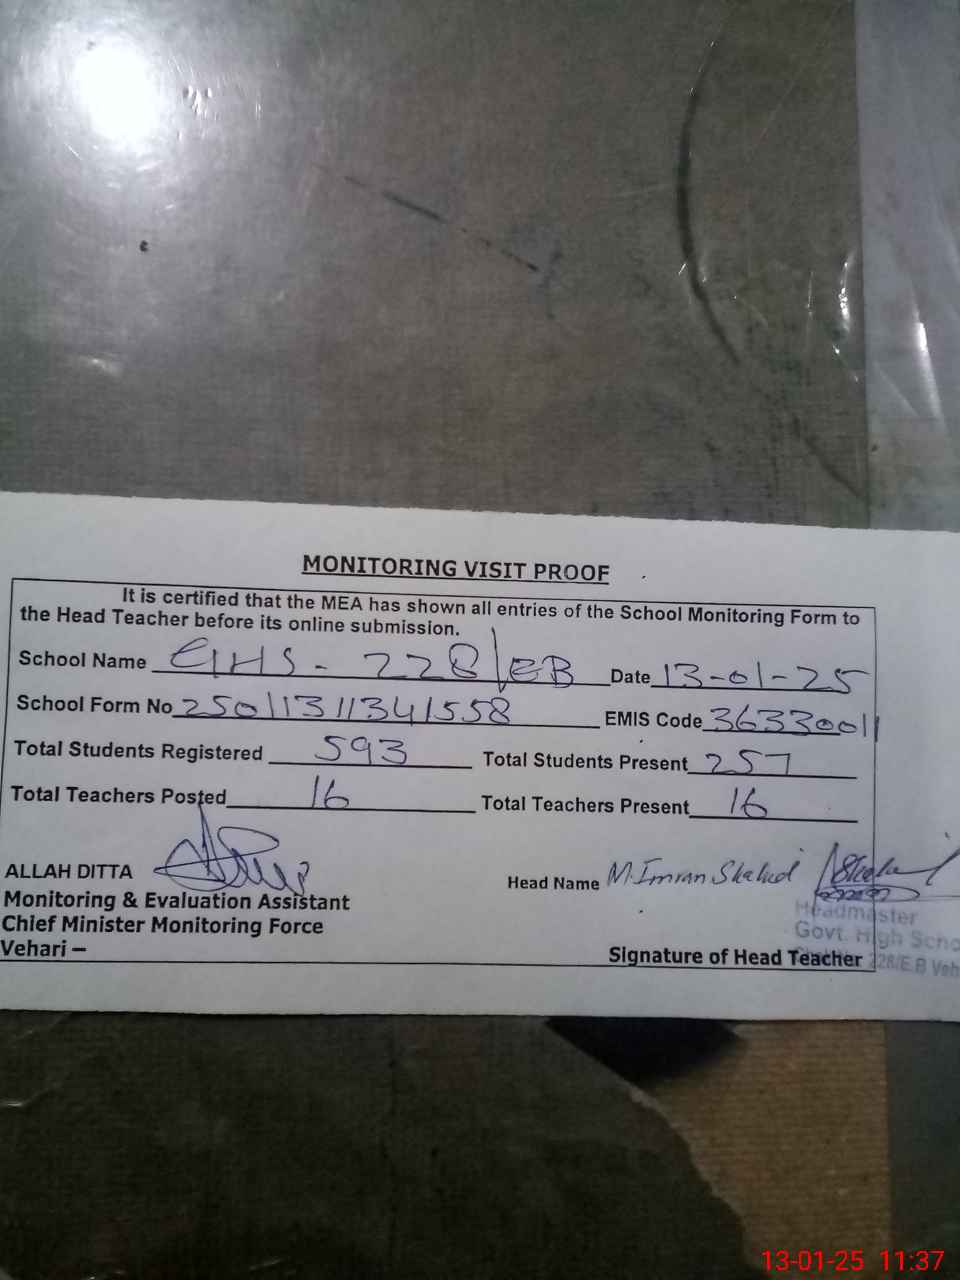 MONITORING VISIT PROOF
It is certified that the MEA has shown all entries of the School Monitoring Form to
the Head Teacher before its online submission.
School Name GHS - 228/EB Date 13-01-25
School Form No 25011311341558 EMIS Code 36330011
Total Students Registered 593 Total Students Present 257
Total Teachers Posted 16 Total Teachers Present 16
ALLAH DITTA
Monitoring & Evaluation Assistant
Chief Minister Monitoring Force
Vehari –
Head Name M. Imran Shahid
Headmaster
Govt. High Scho
228/E.B Veh
Signature of Head Teacher
13-01-25 11:37